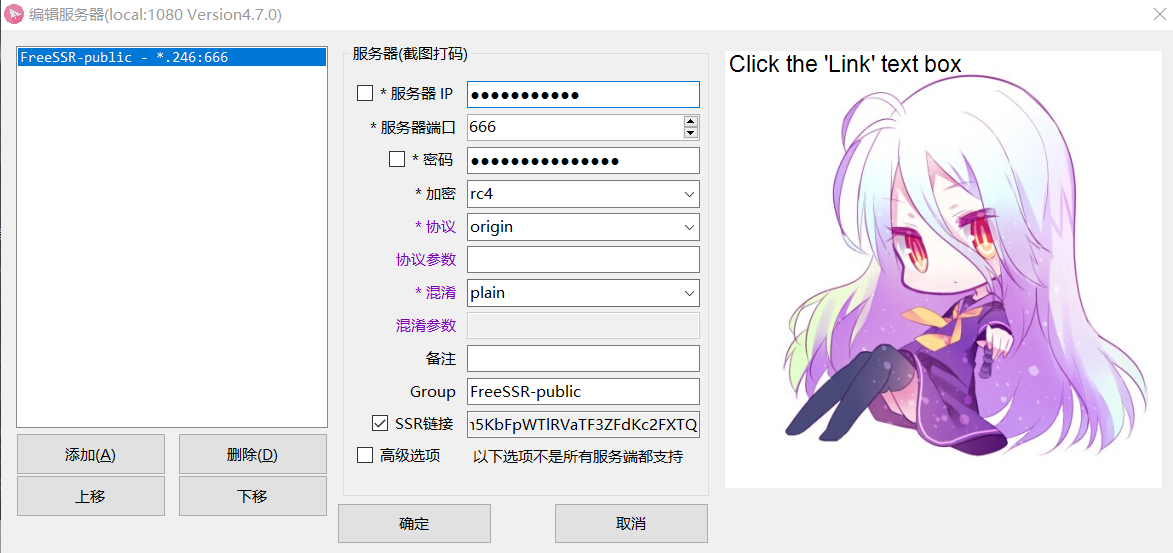 编辑服务器(local:1080 Version4.7.0)
FreeSSR-public - *.246:666
添加(A)
删除(D)
上移
下移
服务器(截图打码)
* 服务器 IP
●●●●●●●●●●●
* 服务器端口
666
* 密码
●●●●●●●●●●●●●●●
* 加密
rc4
* 协议
origin
协议参数
* 混淆
plain
混淆参数
备注
Group
FreeSSR-public
SSR链接
n5KbFpWTlRVaTF3ZFdKc2FXTQ
高级选项
以下选项不是所有服务端都支持
确定
取消
Click the 'Link' text box